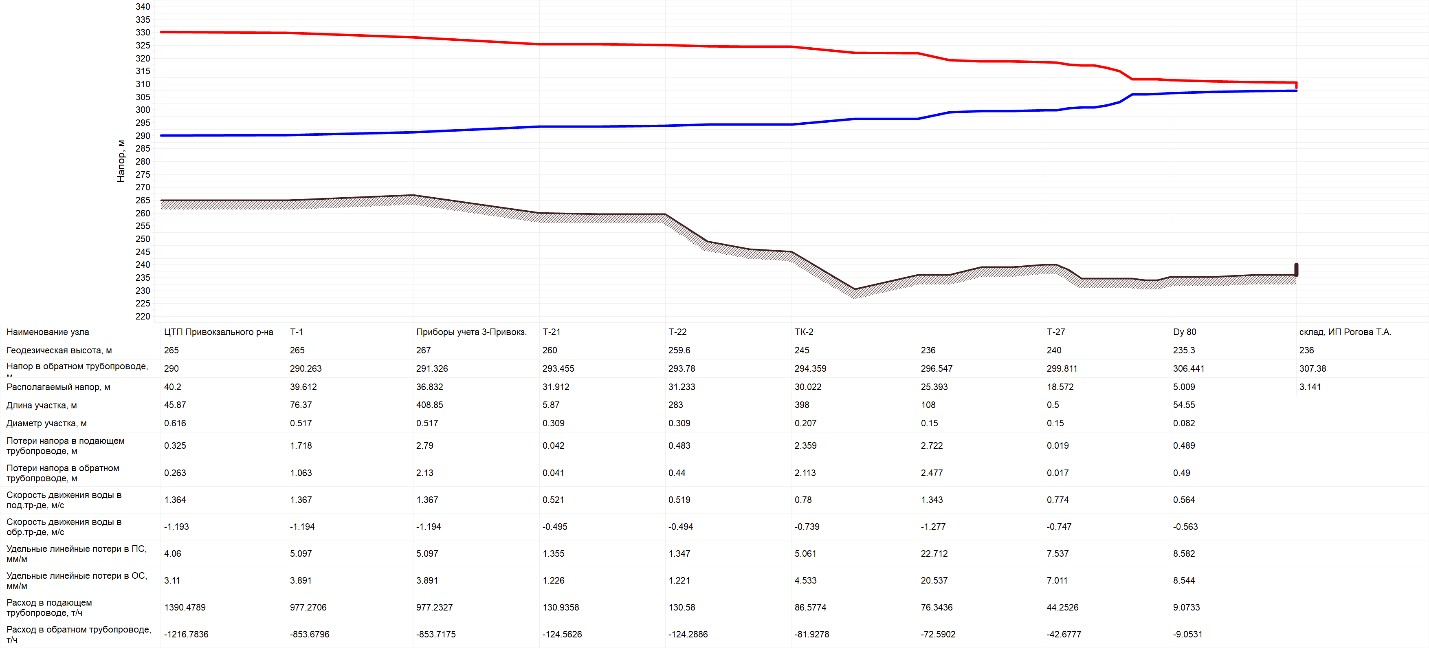 340
335
330
325
320
315
310
305
300
295
290
285
280
275
270
265
260
255
250
245
240
235
230
225
220
Напор, м
Наименование узла ЦТП Привокзального р-на Т-1 Приборы учета 3-Привокз. Т-21 Т-22 ТК-2 Т-27 Dy 80 склад, ИП Рогова Т.А.
Геодезическая высота, м 265 265 267 260 259.6 245 236 240 235.3 236
Напор в обратном трубопроводе, 290 290.263 291.326 293.455 293.78 294.359 296.547 299.811 306.441 307.38
Располагаемый напор, м 40.2 39.612 36.832 31.912 31.233 30.022 25.393 18.572 5.009 3.141
Длина участка, м 45.87 76.37 408.85 5.87 283 398 108 0.5 54.55
Диаметр участка, м 0.616 0.517 0.517 0.309 0.309 0.207 0.15 0.15 0.082
Потери напора в подающем
трубопроводе, м 0.325 1.718 2.79 0.042 0.483 2.359 2.722 0.019 0.489
Потери напора в обратном
трубопроводе, м 0.263 1.063 2.13 0.041 0.44 2.113 2.477 0.017 0.49
Скорость движения воды в
под.тр-де, м/с 1.364 1.367 1.367 0.521 0.519 0.78 1.343 0.774 0.564
Скорость движения воды в
обр.тр-де, м/с -1.193 -1.194 -1.194 -0.495 -0.494 -0.739 -1.277 -0.747 -0.563
Удельные линейные потери в ПС,
мм/м 4.06 5.097 5.097 1.355 1.347 5.061 22.712 7.537 8.582
Удельные линейные потери в ОС,
мм/м 3.11 3.891 3.891 1.226 1.221 4.533 20.537 7.011 8.544
Расход в подающем
трубопроводе, т/ч 1390.4789 977.2706 977.2327 130.9358 130.58 86.5774 76.3436 44.2526 9.0733
Расход в обратном трубопроводе,
т/ч -1216.7836 -853.6796 -853.7175 -124.5626 -124.2886 -81.9278 -72.5902 -42.6777 -9.0531